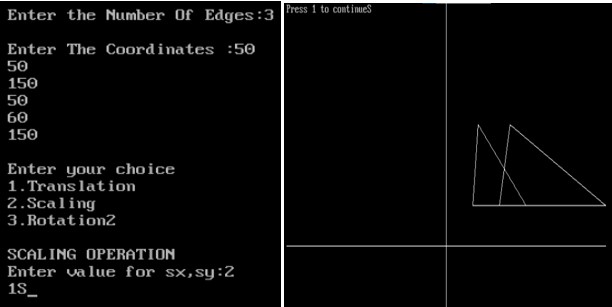 Enter the Number Of Edges:3
Enter The Coordinates :50
50
150
50
60
150
Enter your choice
1.Translation
2.Scaling
3.Rotation2
SCALING OPERATION
Enter value for sx,sy:2
1S_
Press 1 to continueS